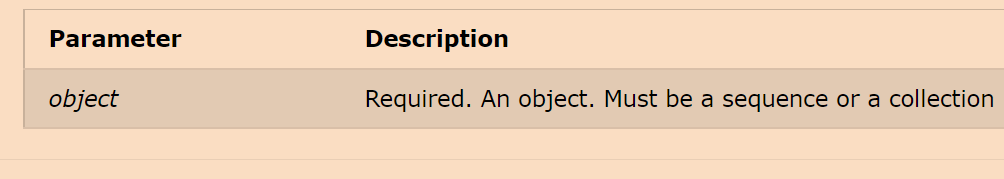 Parameter Description
object Required. An object. Must be a sequence or a collection